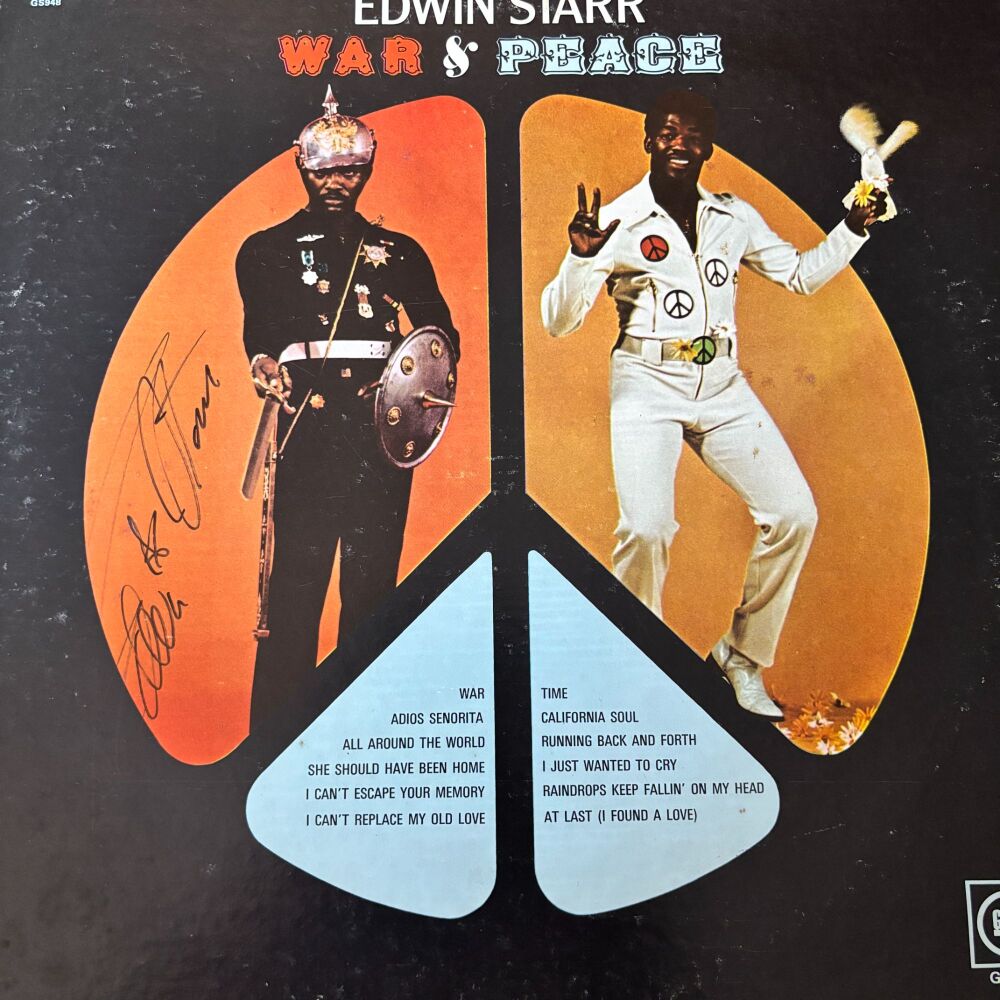 GS948
EDWIN STARR
WAR & PEACE
WAR
ADIOS SENORITA
ALL AROUND THE WORLD
SHE SHOULD HAVE BEEN HOME
I CAN'T ESCAPE YOUR MEMORY
I CAN'T REPLACE MY OLD LOVE
TIME
CALIFORNIA SOUL
RUNNING BACK AND FORTH
I JUST WANTED TO CRY
RAINDROPS KEEP FALLIN' ON MY HEAD
AT LAST (I FOUND A LOVE)